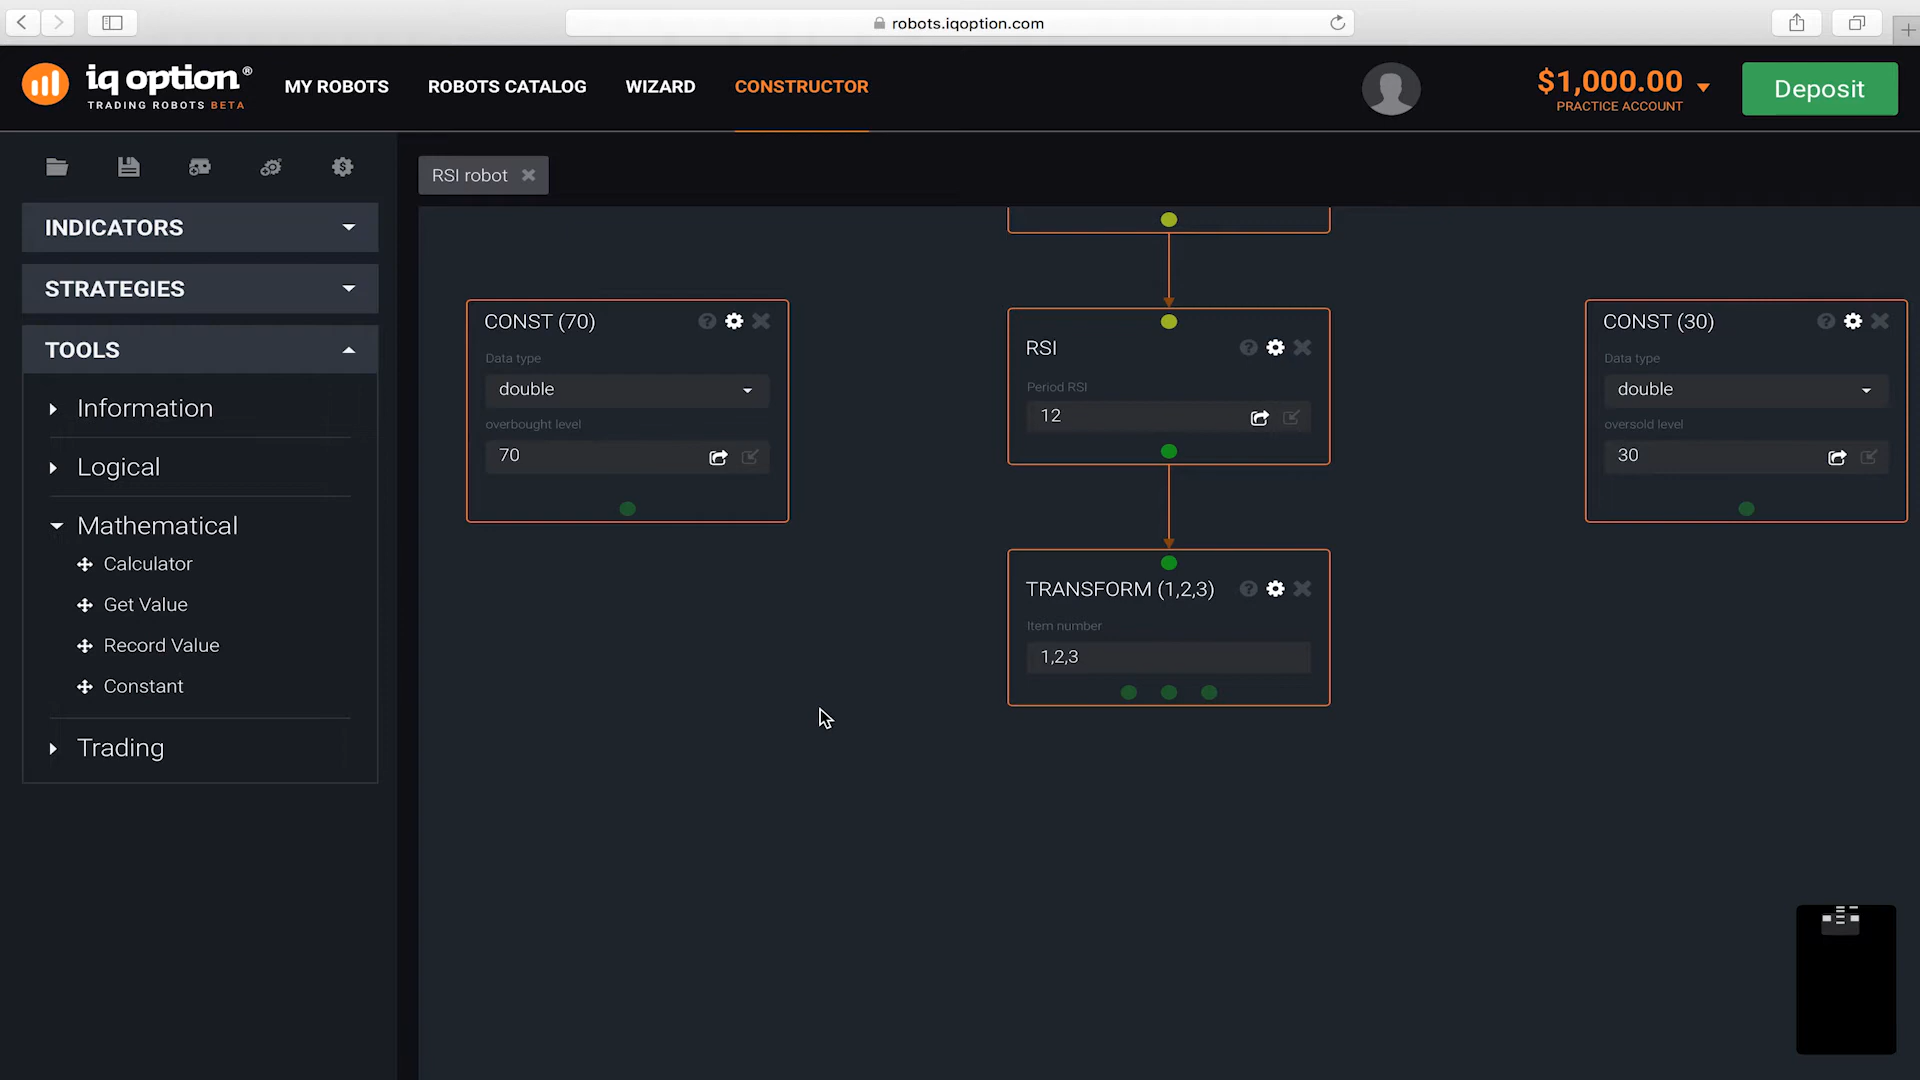 robots.iqoption.com
iq option®
TRADING ROBOTS BETA
MY ROBOTS
ROBOTS CATALOG
WIZARD
CONSTRUCTOR
$1,000.00
PRACTICE ACCOUNT
Deposit
RSI robot
INDICATORS
STRATEGIES
TOOLS
Information
Logical
Mathematical
Calculator
Get Value
Record Value
Constant
Trading
CONST (70)
Data type
double
overbought level
70
RSI
Period RSI
12
TRANSFORM (1,2,3)
Item number
1,2,3
CONST (30)
Data type
double
oversold level
30